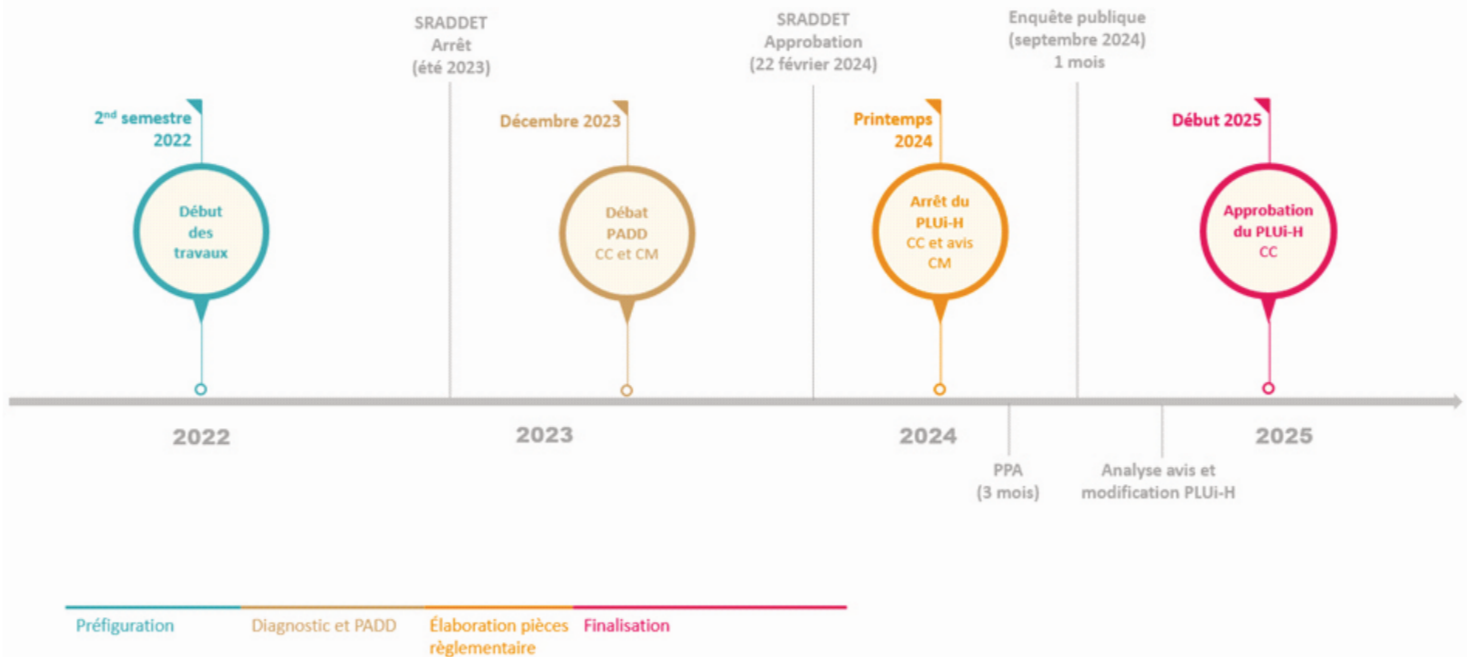 SRADDET
Arrêt
(été 2023)
SRADDET
Approbation
(22 février 2024)
Enquête publique
(septembre 2024)
1 mois
2nd semestre
2022
Décembre 2023
Printemps
2024
Début 2025
Début
des
travaux
Débat
PADD
CC et CM
Arrêt du
PLUi-H
CC et avis
CM
Approbation
du PLUi-H
CC
2022
2023
2024
2025
PPA
(3 mois)
Analyse avis et
modification PLUi-H
Préfiguration
Diagnostic et PADD
Élaboration pièces
règlementaire
Finalisation